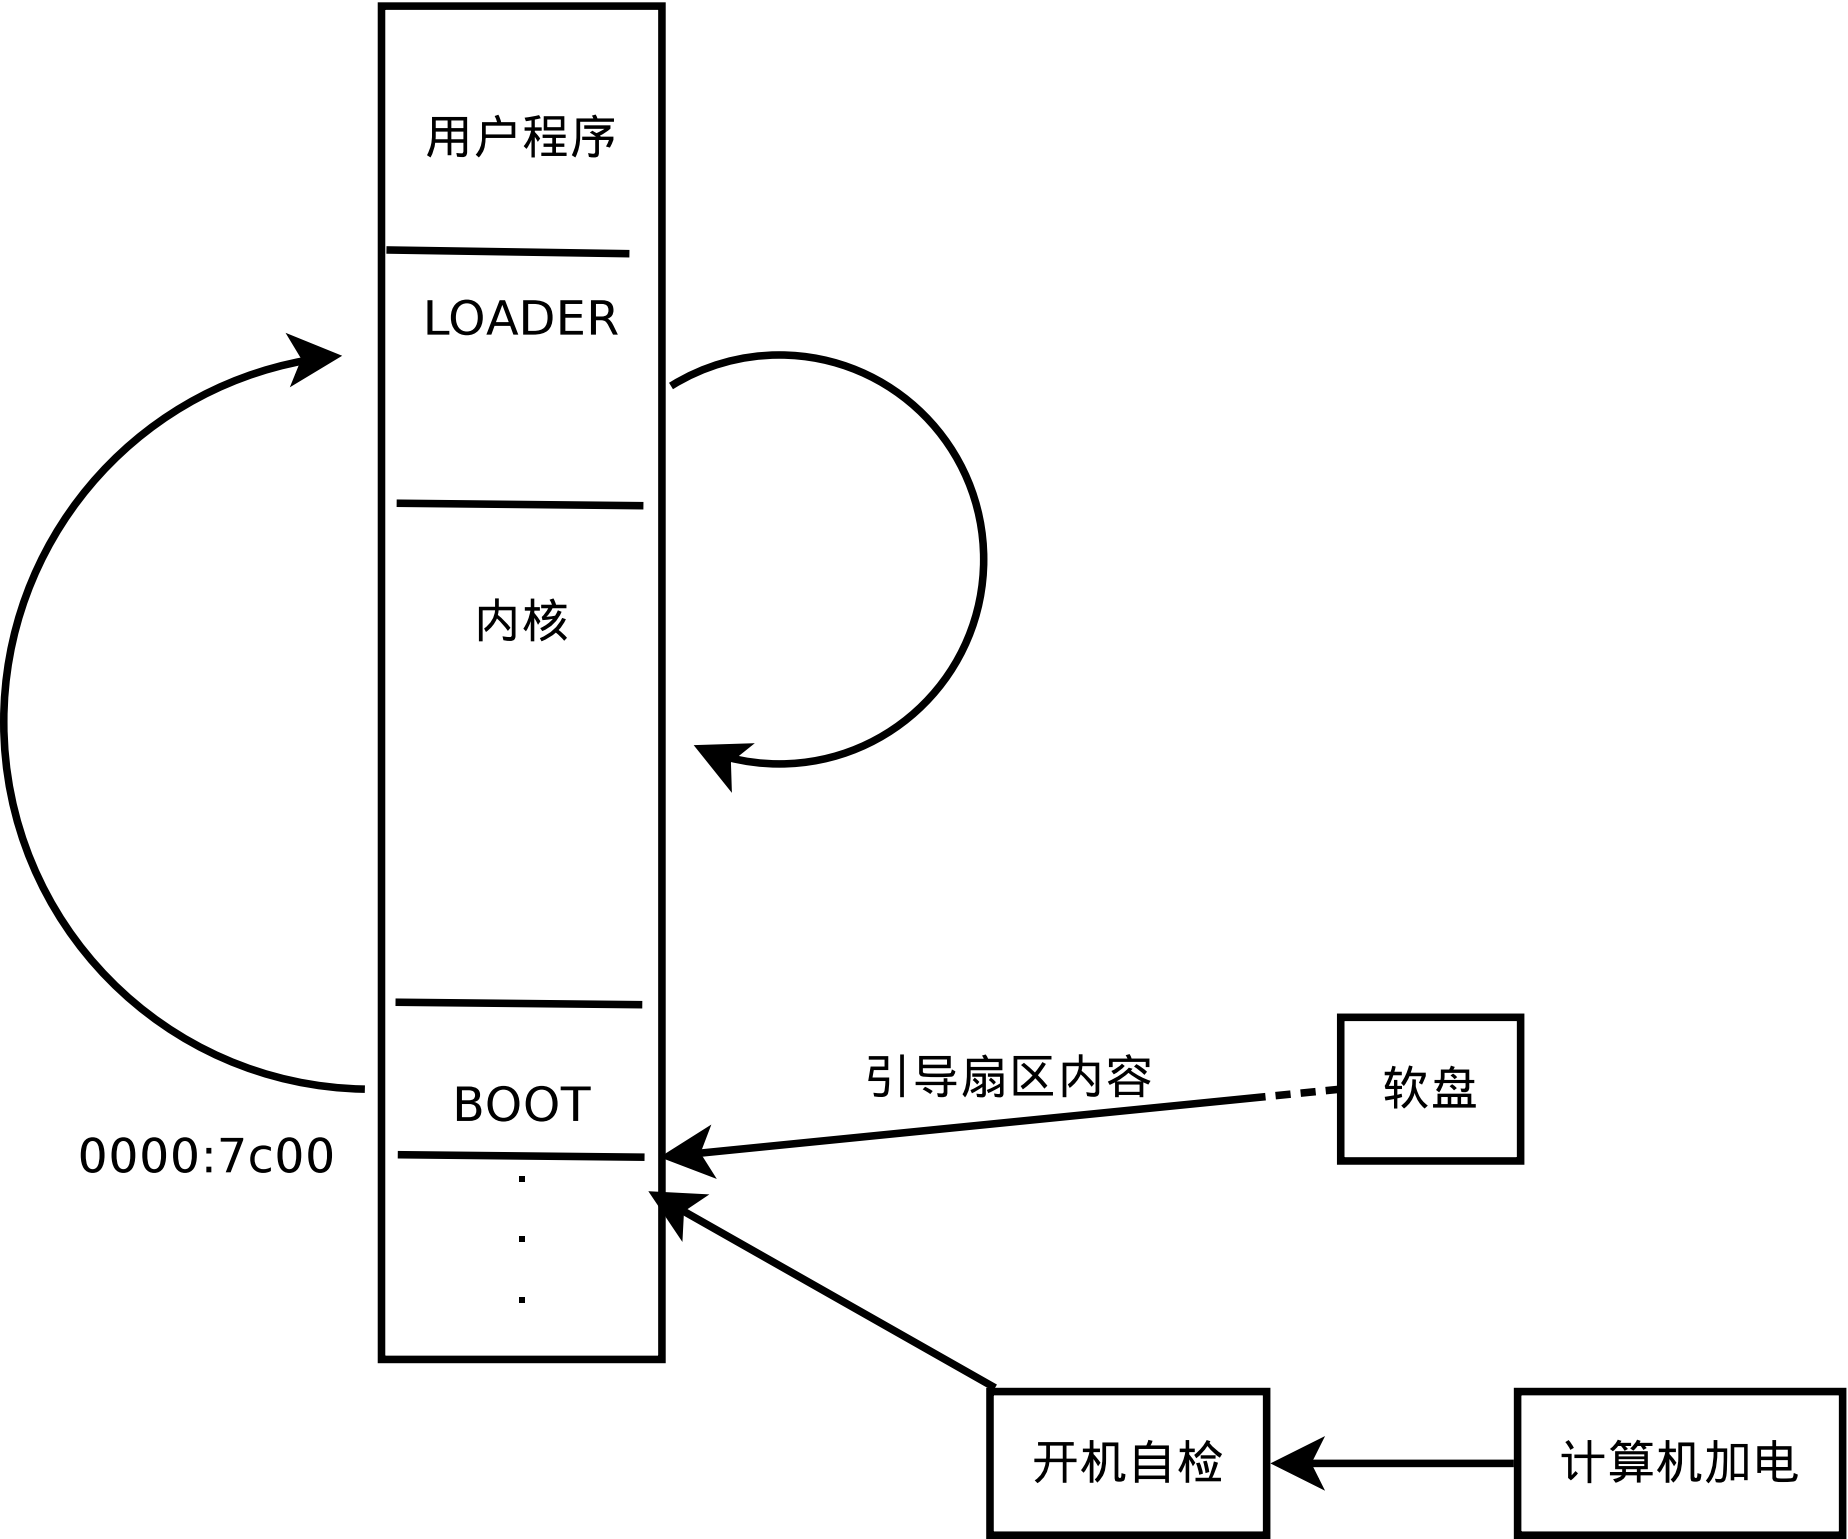 用户程序
LOADER
内核
引导扇区内容
软盘
BOOT
0000:7c00
开机自检
计算机加电